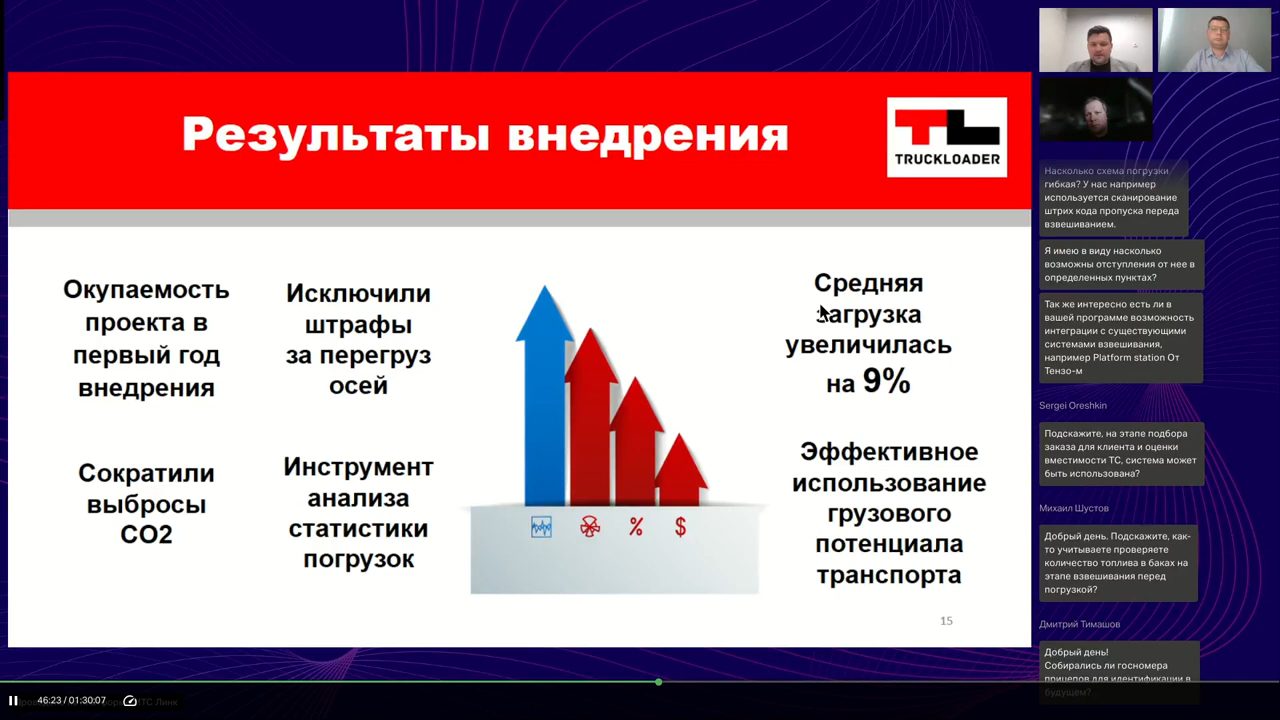 Результаты внедрения
TL
TRUCKLOADER
Окупаемость
проекта в
первый год
внедрения
Исключили
штрафы
за перегруз
осей
Средняя
загрузка
увеличилась
на 9%
Сократили
выбросы
CO2
Инструмент
анализа
статистики
погрузок
% $
Эффективное
использование
грузового
потенциала
транспорта
15
Насколько схема погрузки
гибкая? У нас например
используется сканирование
штрих кода пропуска переда
взвешиванием.
Я имею в виду насколько
возможны отступления от нее в
определенных пунктах?
Так же интересно есть ли в
вашей программе возможность
интеграции с существующими
системами взвешивания,
например Platform station От
Тензо-м
Sergei Oreshkin
Подскажите, на этапе подбора
заказа для клиента и оценки
вместимости ТС, система может
быть использована?
Михаил Шустов
Добрый день. Подскажите, как-
то учитываете проверяете
количество топлива в баках на
этапе взвешивания перед
погрузкой?
Дмитрий Тимашов
Добрый день!
Собирались ли госномера
прицепов для идентификации в
будущем?
46:23 / 01:30:07
МТС Линк